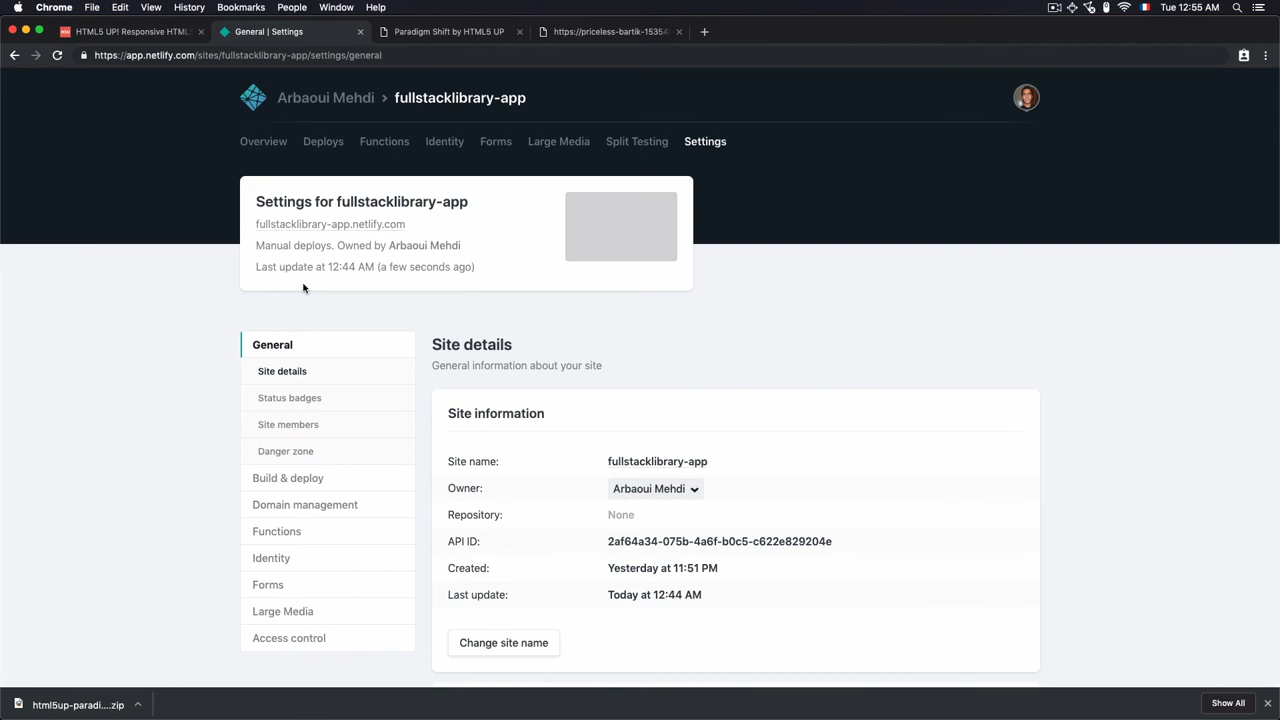 Chrome File Edit View History Bookmarks People Window Help Tue 12:55 AM
HTML5 UP! Responsive HTML5
General | Settings
Paradigm Shift by HTML5 UP
https://priceless-bartik-15354
https://app.netlify.com/sites/fullstacklibrary-app/settings/general
Arbaoui Mehdi > fullstacklibrary-app
Overview Deploys Functions Identity Forms Large Media Split Testing Settings
Settings for fullstacklibrary-app
fullstacklibrary-app.netlify.com
Manual deploys. Owned by Arbaoui Mehdi
Last update at 12:44 AM (a few seconds ago)
General
Site details
Status badges
Site members
Danger zone
Build & deploy
Domain management
Functions
Identity
Forms
Large Media
Access control
Site details
General information about your site
Site information
Site name: fullstacklibrary-app
Owner: Arbaoui Mehdi
Repository: None
API ID: 2af64a34-075b-4a6f-b0c5-c622e829204e
Created: Yesterday at 11:51 PM
Last update: Today at 12:44 AM
Change site name
html5up-paradi....zip
Show All